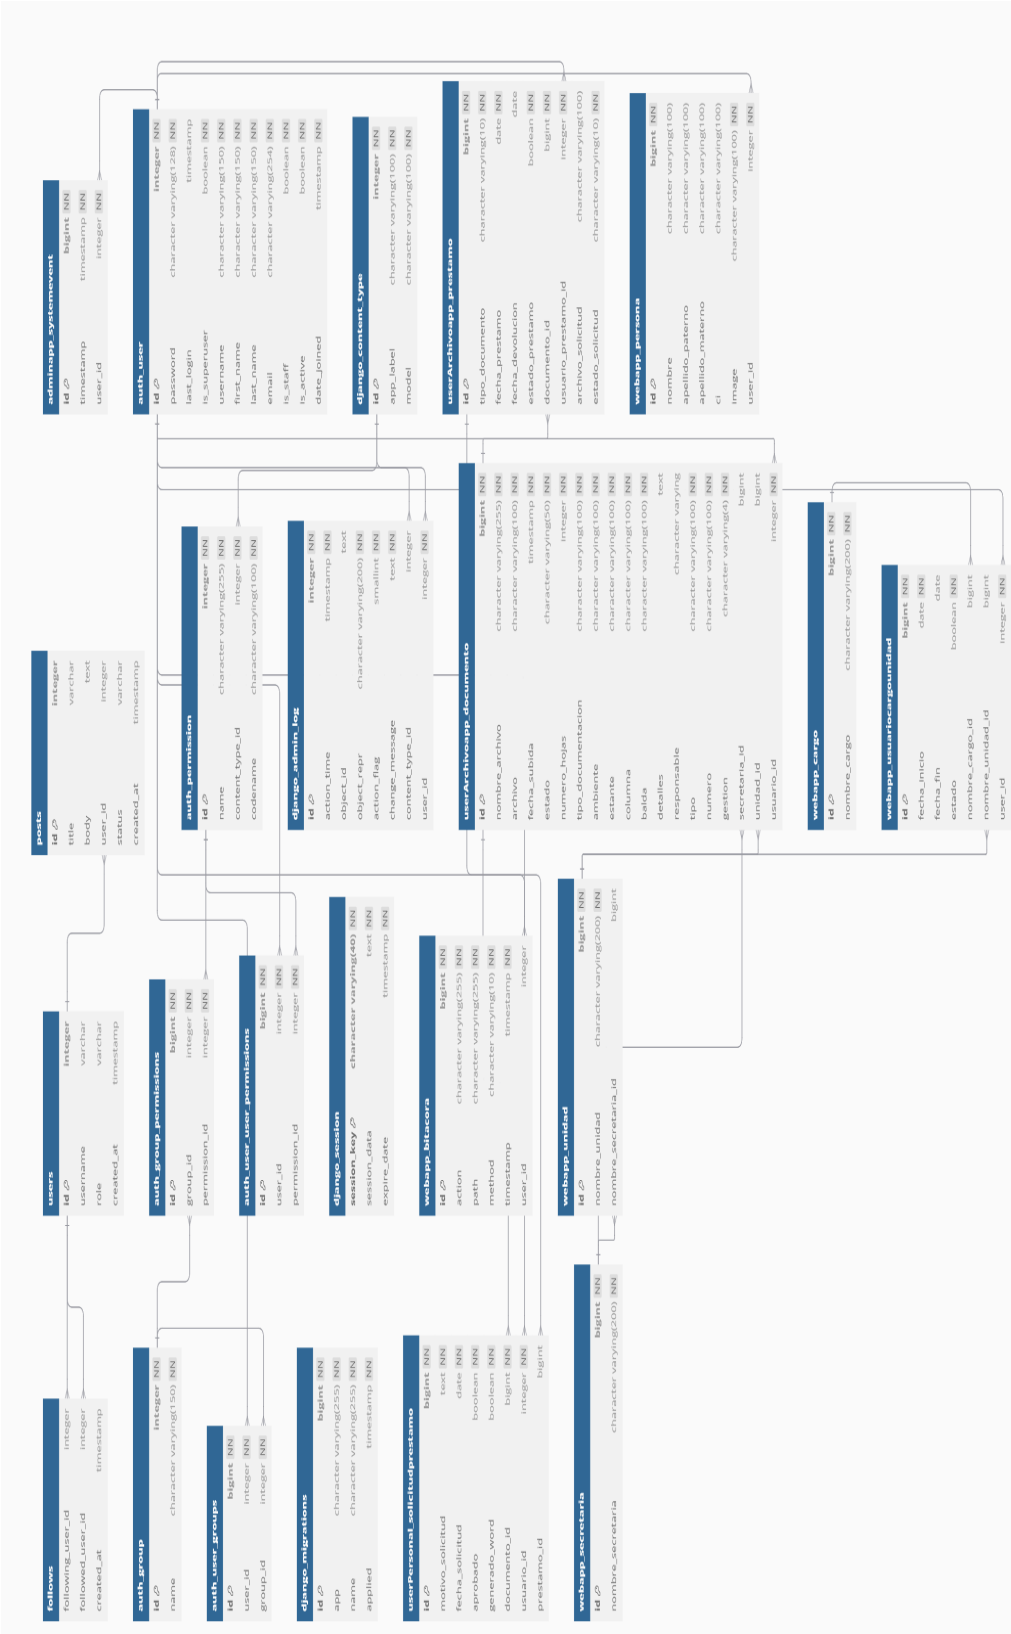 follows
following_user_id integer
followed_user_id integer
created_at timestamp
auth_group
id integer NN
name character varying(150) NN
auth_user_groups
id bigint NN
user_id integer NN
group_id integer NN
django_migrations
id bigint NN
app character varying(255) NN
name character varying(255) NN
applied timestamp NN
userPersonal_solicitudprestamo
id bigint NN
motivo_solicitud text NN
fecha_solicitud date NN
aprobado boolean NN
generado_word boolean NN
documento_id bigint NN
usuario_id integer NN
prestamo_id bigint
webapp_secretaria
id bigint NN
nombre_secretaria character varying(200) NN
users
id integer
username varchar
role varchar
created_at timestamp
auth_group_permissions
id bigint NN
group_id integer NN
permission_id integer NN
auth_user_user_permissions
id bigint NN
user_id integer NN
permission_id integer NN
django_session
session_key character varying(40) NN
session_data text NN
expire_date timestamp NN
webapp_bitacora
id bigint NN
action character varying(255) NN
path character varying(255) NN
method character varying(10) NN
timestamp timestamp NN
user_id integer
webapp_unidad
id bigint NN
nombre_unidad character varying(200) NN
nombre_secretaria_id bigint
posts
id integer
title varchar
body text
user_id integer
status varchar
created_at timestamp
auth_permission
id integer NN
name character varying(255) NN
content_type_id integer NN
codename character varying(100) NN
django_admin_log
id integer NN
action_time timestamp NN
object_id text
object_repr character varying(200) NN
action_flag smallint NN
change_message text NN
content_type_id integer
user_id integer NN
userArchivoapp_documento
id bigint NN
nombre_archivo character varying(255) NN
archivo character varying(100) NN
fecha_subida timestamp NN
estado character varying(50) NN
numero_hojas integer NN
tipo_documentacion character varying(100) NN
ambiente character varying(100) NN
estante character varying(100) NN
columna character varying(100) NN
balda character varying(100) NN
detalles text
responsable character varying
tipo character varying(100) NN
numero character varying(100) NN
gestion character varying(4) NN
secretaria_id bigint
unidad_id bigint
usuario_id integer NN
webapp_cargo
id bigint NN
nombre_cargo character varying(200) NN
webapp_usuariocargounidad
id bigint NN
fecha_inicio date NN
fecha_fin date
estado boolean NN
nombre_cargo_id bigint
nombre_unidad_id bigint
user_id integer NN
adminapp_systemevent
id bigint NN
timestamp timestamp NN
user_id integer NN
auth_user
id integer NN
password character varying(128) NN
last_login timestamp
is_superuser boolean NN
username character varying(150) NN
first_name character varying(150) NN
last_name character varying(150) NN
email character varying(254) NN
is_staff boolean NN
is_active boolean NN
date_joined timestamp NN
django_content_type
id integer NN
app_label character varying(100) NN
model character varying(100) NN
userArchivoapp_prestamo
id bigint NN
tipo_documento character varying(10) NN
fecha_prestamo date NN
fecha_devolucion date
estado_prestamo boolean NN
documento_id bigint NN
usuario_prestamo_id integer NN
archivo_solicitud character varying(100)
estado_solicitud character varying(10) NN
webapp_persona
id bigint NN
nombre character varying(100)
apellido_paterno character varying(100)
apellido_materno character varying(100)
ci character varying(100)
image character varying(100) NN
user_id integer NN